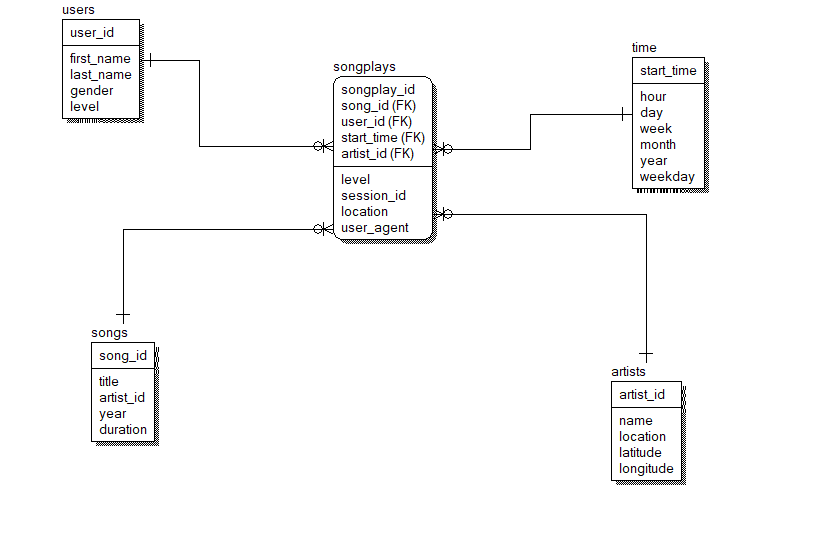 users
user_id
first_name
last_name
gender
level
songplays
songplay_id
song_id (FK)
user_id (FK)
start_time (FK)
artist_id (FK)
level
session_id
location
user_agent
time
start_time
hour
day
week
month
year
weekday
songs
song_id
title
artist_id
year
duration
artists
artist_id
name
location
latitude
longitude